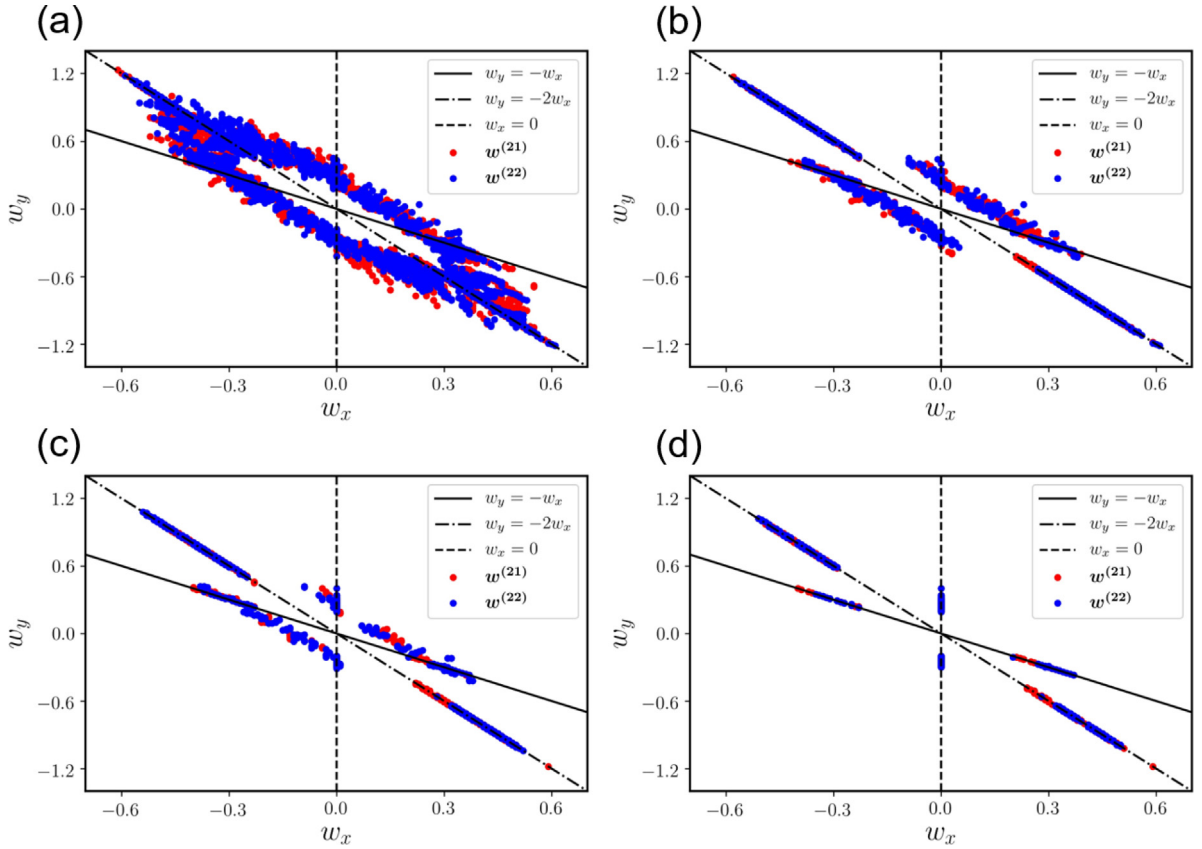 (a)
1.2
0.6
0.0
−0.6
−1.2
w_y
−0.6
−0.3
0.0
0.3
0.6
w_x
w_y = −w_x
w_y = −2w_x
w_x = 0
w^(21)
w^(22)
(b)
1.2
0.6
0.0
−0.6
−1.2
w_y
−0.6
−0.3
0.0
0.3
0.6
w_x
w_y = −w_x
w_y = −2w_x
w_x = 0
w^(21)
w^(22)
(c)
1.2
0.6
0.0
−0.6
−1.2
w_y
−0.6
−0.3
0.0
0.3
0.6
w_x
w_y = −w_x
w_y = −2w_x
w_x = 0
w^(21)
w^(22)
(d)
1.2
0.6
0.0
−0.6
−1.2
w_y
−0.6
−0.3
0.0
0.3
0.6
w_x
w_y = −w_x
w_y = −2w_x
w_x = 0
w^(21)
w^(22)